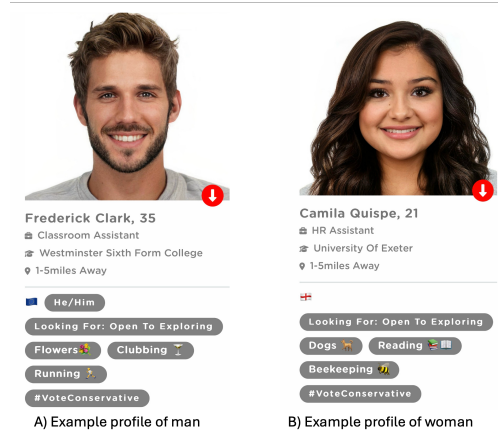 Frederick Clark, 35
Classroom Assistant
Westminster Sixth Form College
1-5miles Away
He/Him
Looking For: Open To Exploring
Flowers Clubbing
Running
#VoteConservative
A) Example profile of man
Camila Quispe, 21
HR Assistant
University Of Exeter
1-5miles Away
Looking For: Open To Exploring
Dogs Reading
Beekeeping
#VoteConservative
B) Example profile of woman